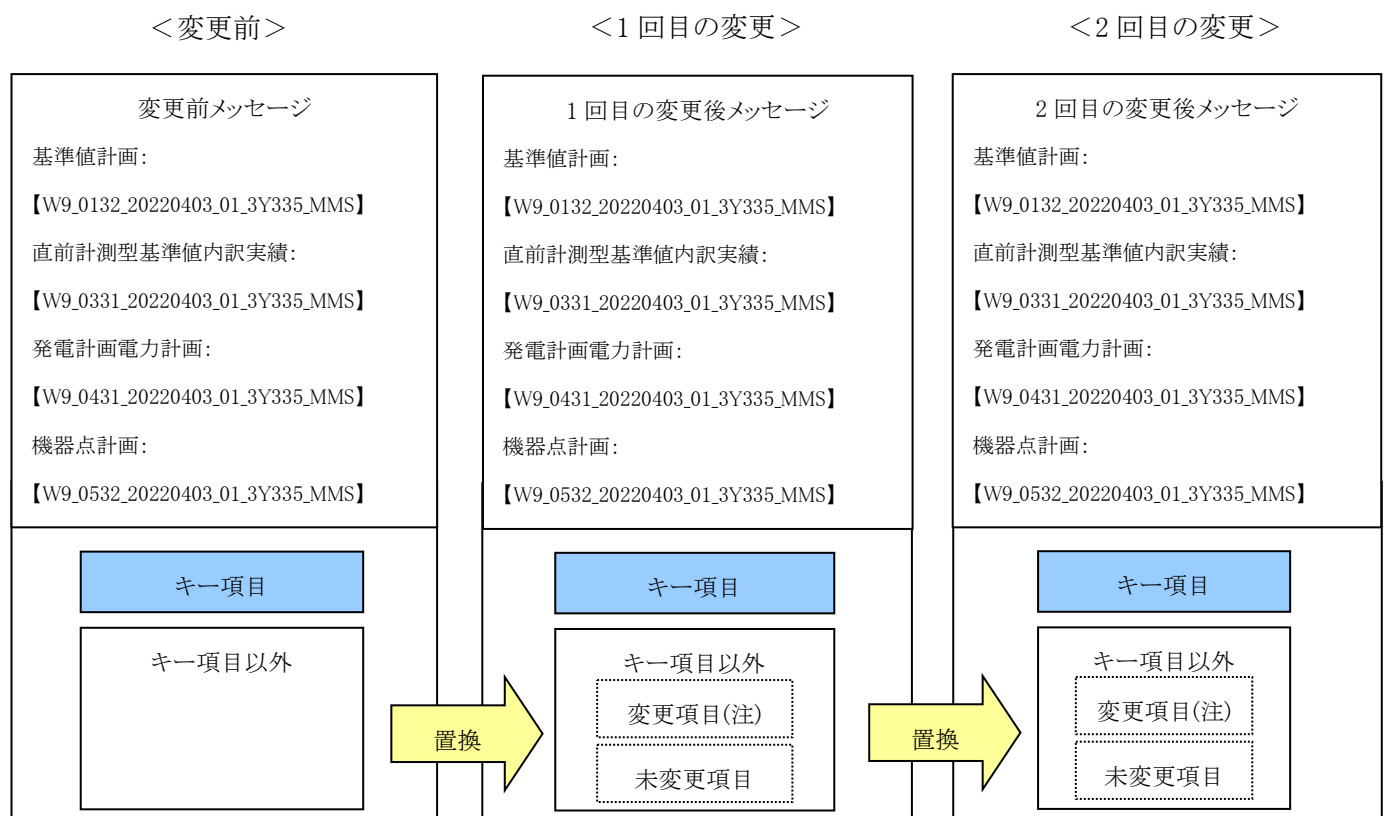 ＜変更前＞
変更前メッセージ
基準値計画:
【W9_0132_20220403_01_3Y335_MMS】
直前計測型基準値内訳実績:
【W9_0331_20220403_01_3Y335_MMS】
発電計画電力計画:
【W9_0431_20220403_01_3Y335_MMS】
機器点計画:
【W9_0532_20220403_01_3Y335_MMS】
キー項目
キー項目以外
置換
＜1 回目の変更＞
1 回目の変更後メッセージ
基準値計画:
【W9_0132_20220403_01_3Y335_MMS】
直前計測型基準値内訳実績:
【W9_0331_20220403_01_3Y335_MMS】
発電計画電力計画:
【W9_0431_20220403_01_3Y335_MMS】
機器点計画:
【W9_0532_20220403_01_3Y335_MMS】
キー項目
キー項目以外
変更項目(注)
未変更項目
置換
＜2 回目の変更＞
2 回目の変更後メッセージ
基準値計画:
【W9_0132_20220403_01_3Y335_MMS】
直前計測型基準値内訳実績:
【W9_0331_20220403_01_3Y335_MMS】
発電計画電力計画:
【W9_0431_20220403_01_3Y335_MMS】
機器点計画:
【W9_0532_20220403_01_3Y335_MMS】
キー項目
キー項目以外
変更項目(注)
未変更項目